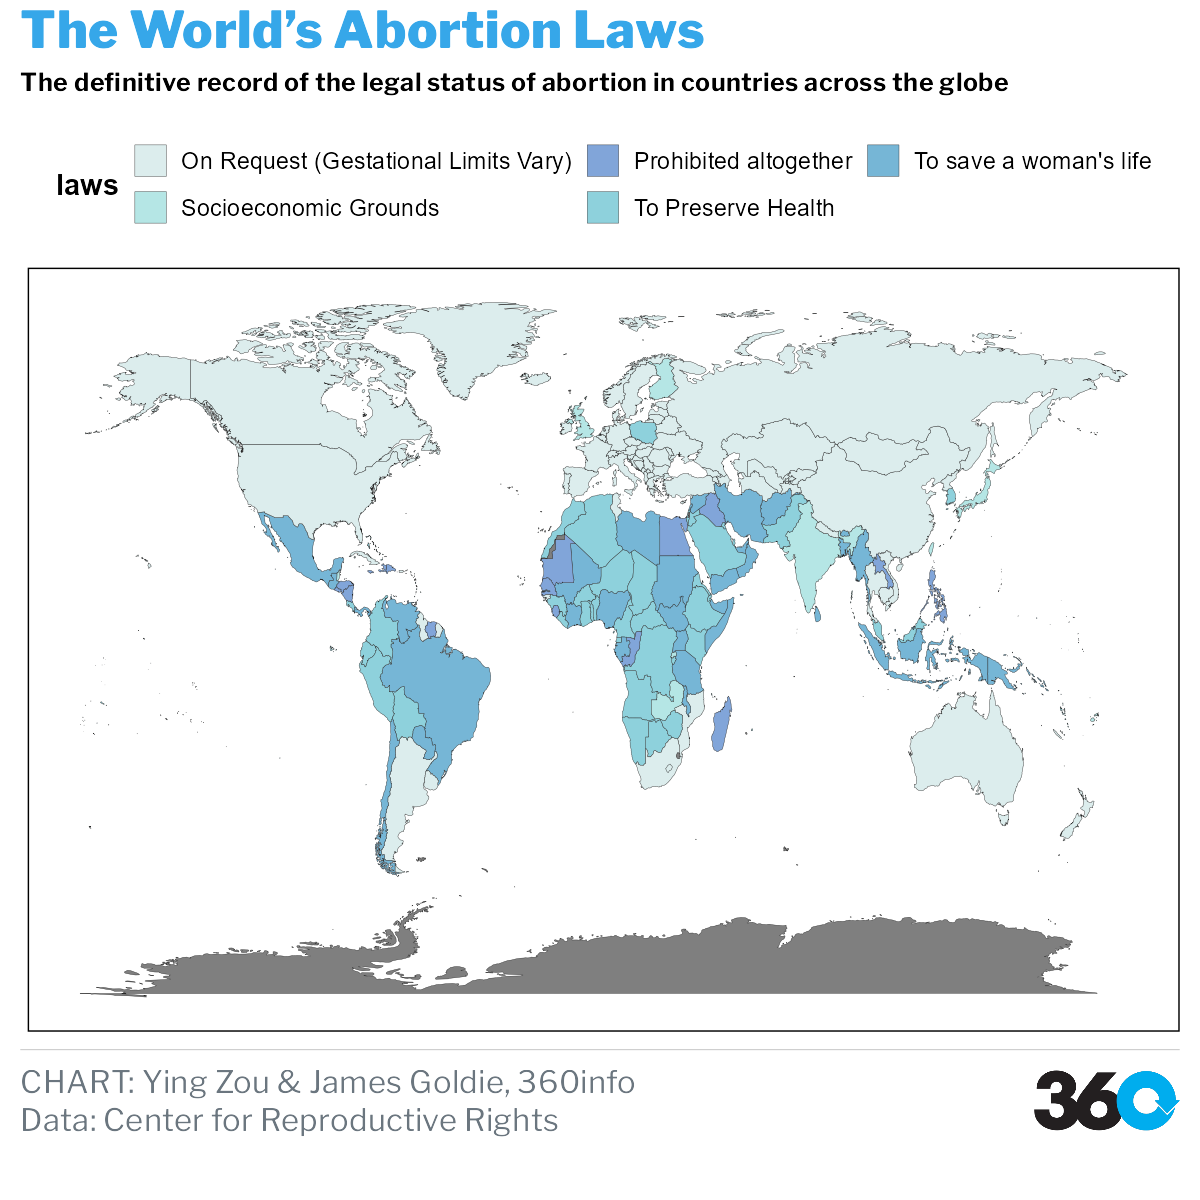 The World's Abortion Laws
The definitive record of the legal status of abortion in countries across the globe
laws
On Request (Gestational Limits Vary)
Prohibited altogether
To save a woman's life
Socioeconomic Grounds
To Preserve Health
CHART: Ying Zou & James Goldie, 360info
Data: Center for Reproductive Rights
360